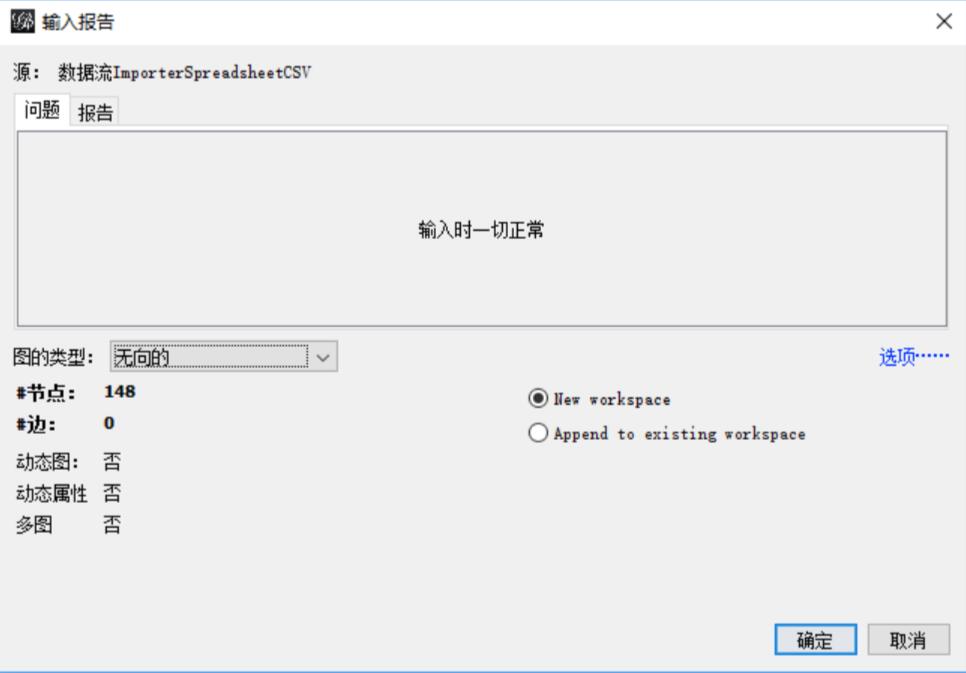 输入报告
源： 数据流ImporterSpreadsheetCSV
问题 报告
输入时一切正常
图的类型： 无向的 选项······
#节点： 148
New workspace
#边： 0
Append to existing workspace
动态图： 否
动态属性 否
多图 否
确定 取消